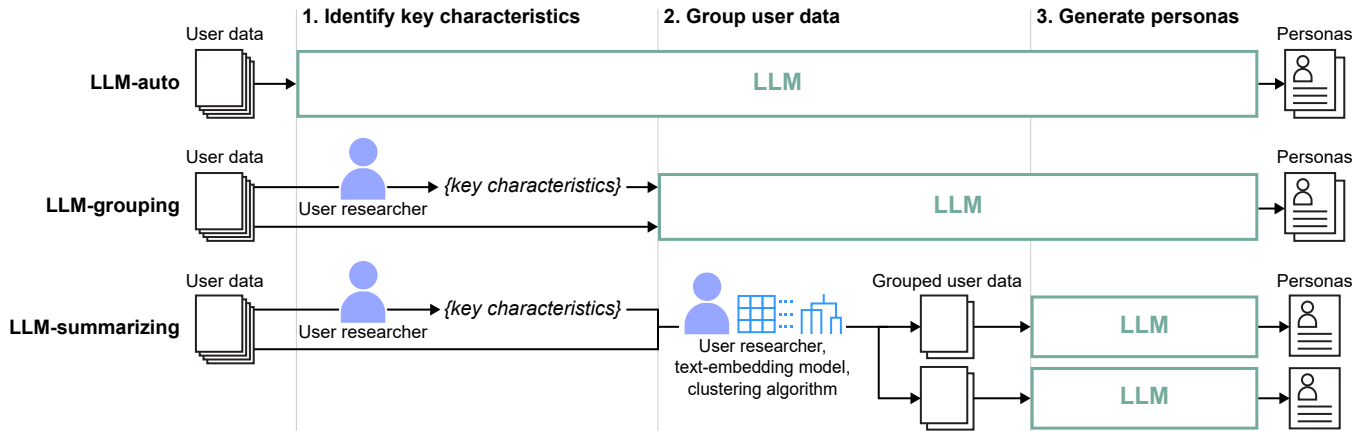 1. Identify key characteristics
2. Group user data
3. Generate personas
User data
Personas
LLM-auto
LLM
User data
Personas
LLM-grouping
{key characteristics}
User researcher
LLM
User data
Grouped user data
Personas
LLM-summarizing
{key characteristics}
User researcher
User researcher,
text-embedding model,
clustering algorithm
LLM
LLM